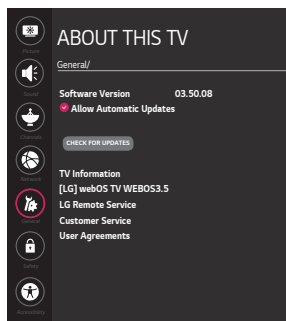 ABOUT THIS TV
General/
Software Version 03.50.08
Allow Automatic Updates
CHECK FOR UPDATES
TV Information
[LG] webOS TV WEBOS3.5
LG Remote Service
Customer Service
User Agreements
Picture
Sound
Channels
Network
General
Safety
Accessibility